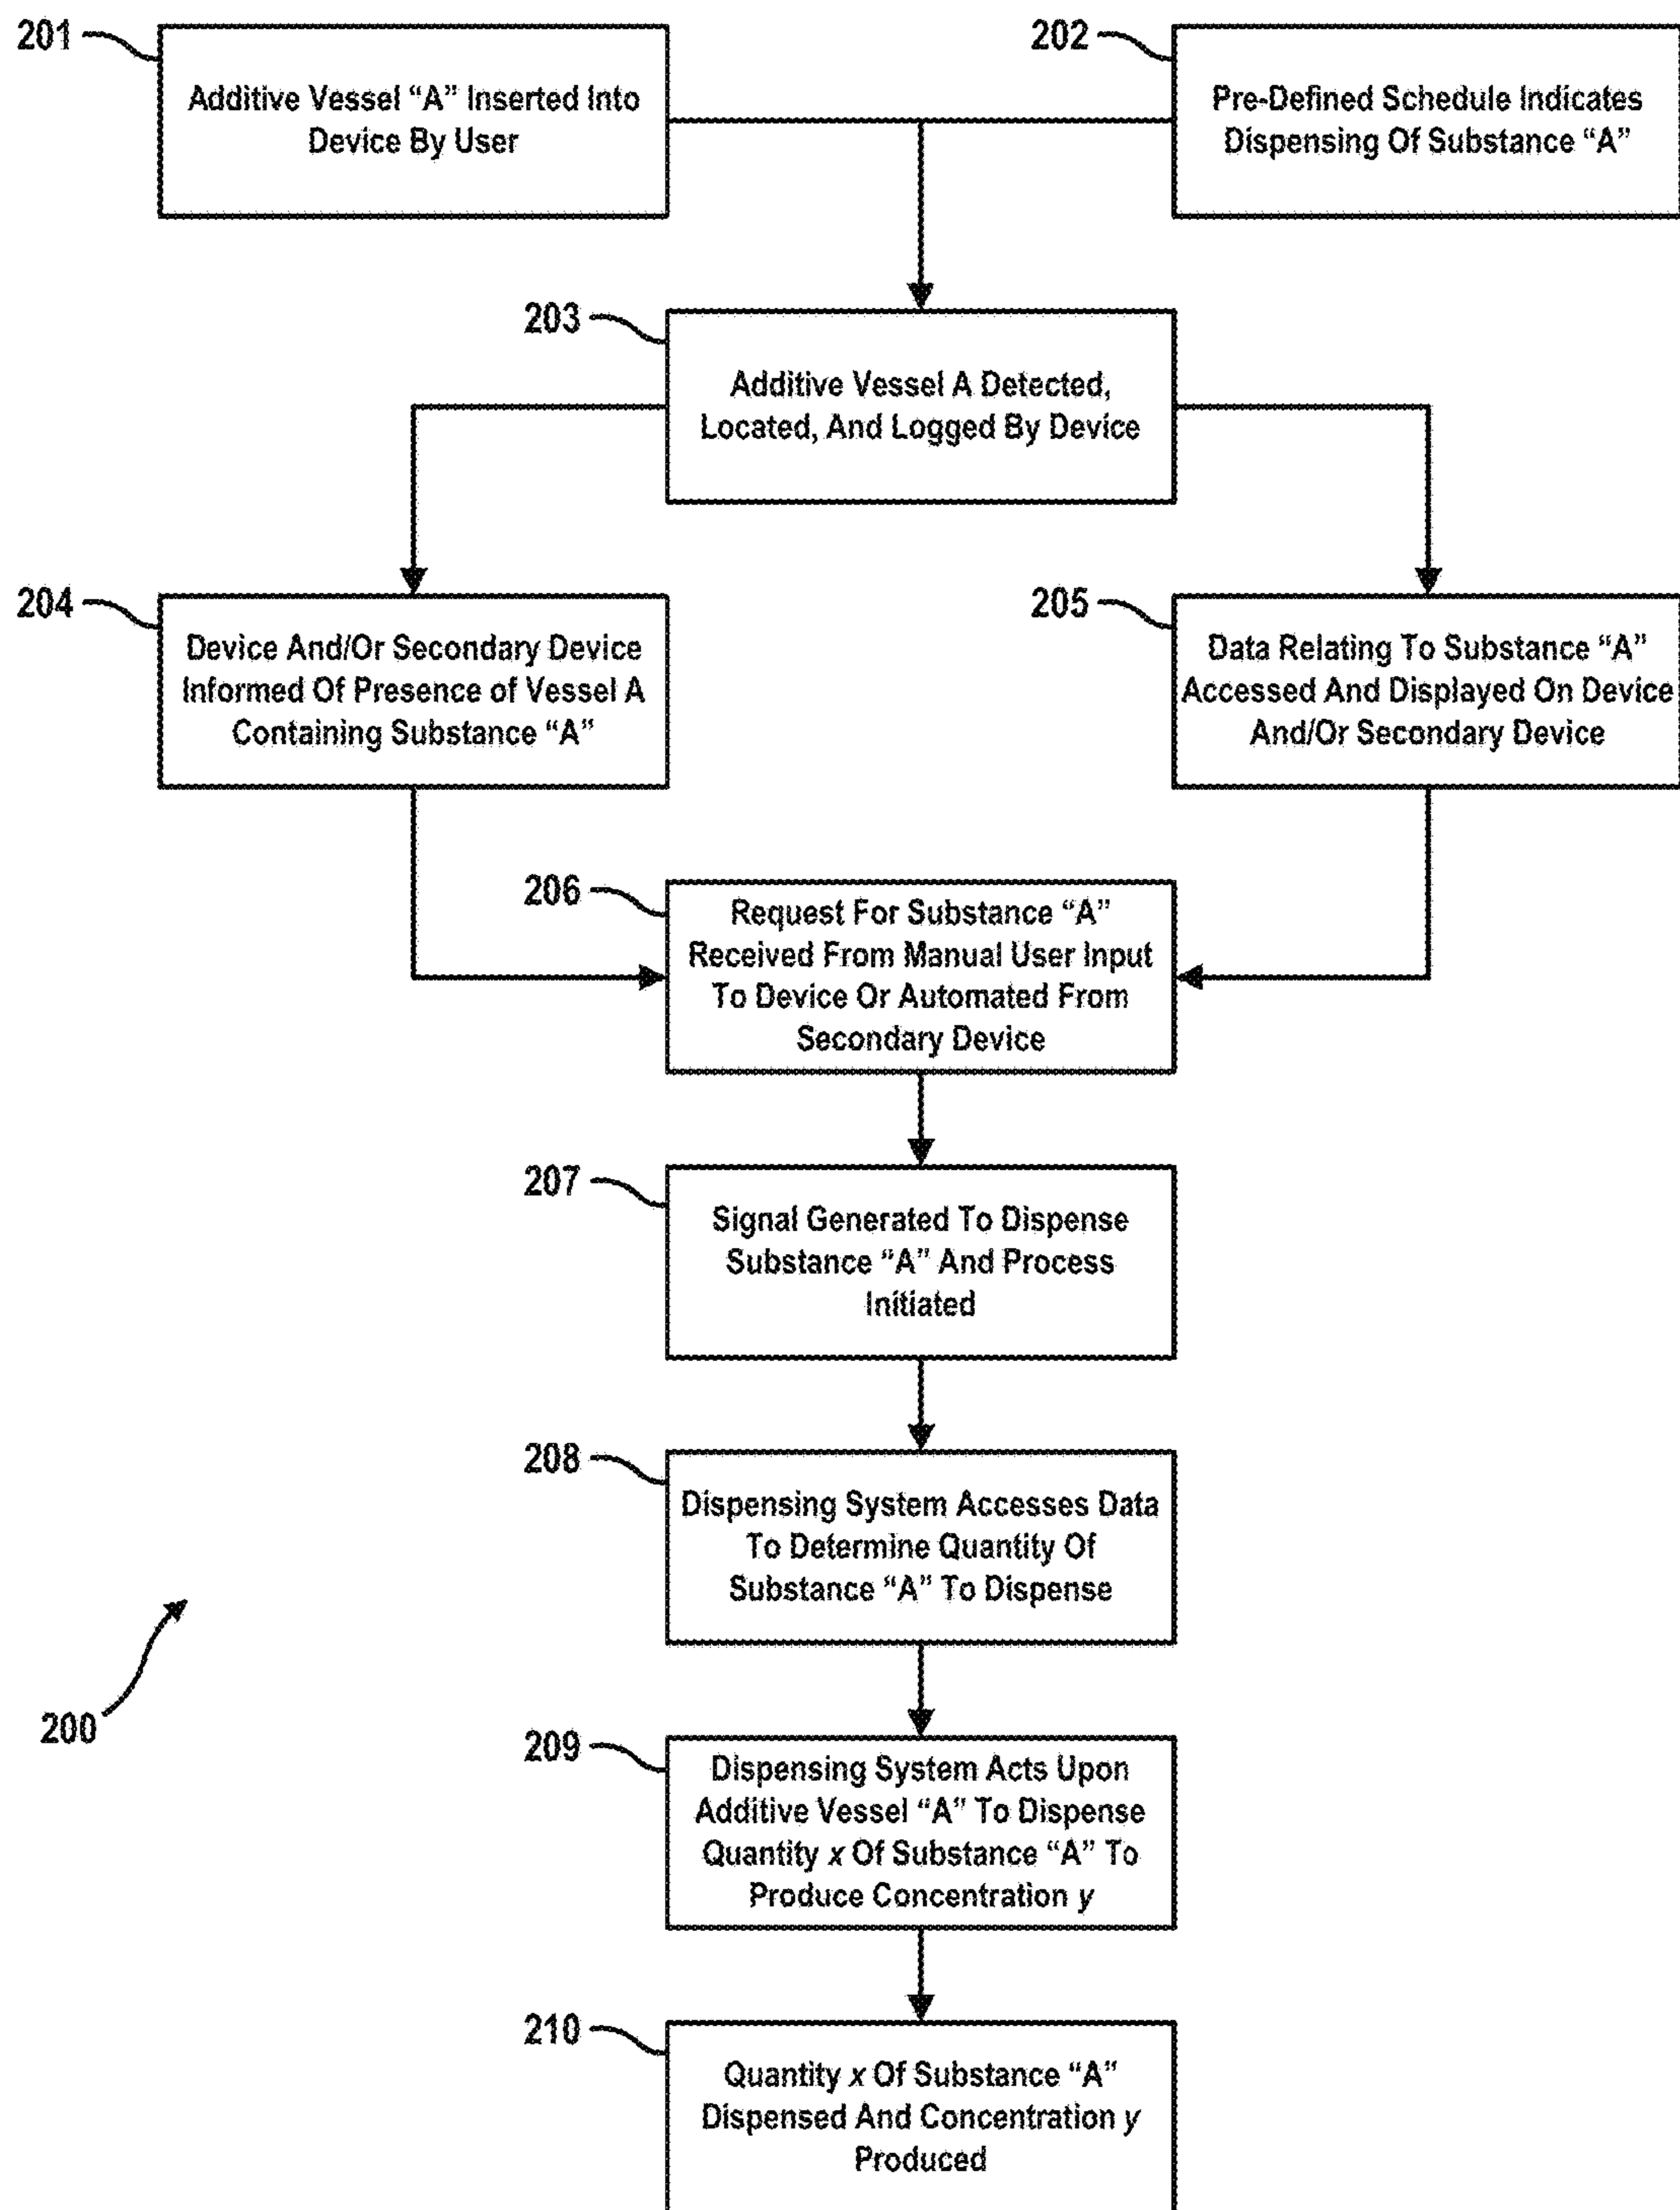 201
Additive Vessel “A” Inserted Into
Device By User
202
Pre-Defined Schedule Indicates
Dispensing Of Substance “A”
203
Additive Vessel A Detected,
Located, And Logged By Device
204
Device And/Or Secondary Device
Informed Of Presence of Vessel A
Containing Substance “A”
205
Data Relating To Substance “A”
Accessed And Displayed On Device
And/Or Secondary Device
206
Request For Substance “A”
Received From Manual User Input
To Device Or Automated From
Secondary Device
207
Signal Generated To Dispense
Substance “A” And Process
Initiated
208
Dispensing System Accesses Data
To Determine Quantity Of
Substance “A” To Dispense
200
209
Dispensing System Acts Upon
Additive Vessel “A” To Dispense
Quantity x Of Substance “A” To
Produce Concentration y
210
Quantity x Of Substance “A”
Dispensed And Concentration y
Produced